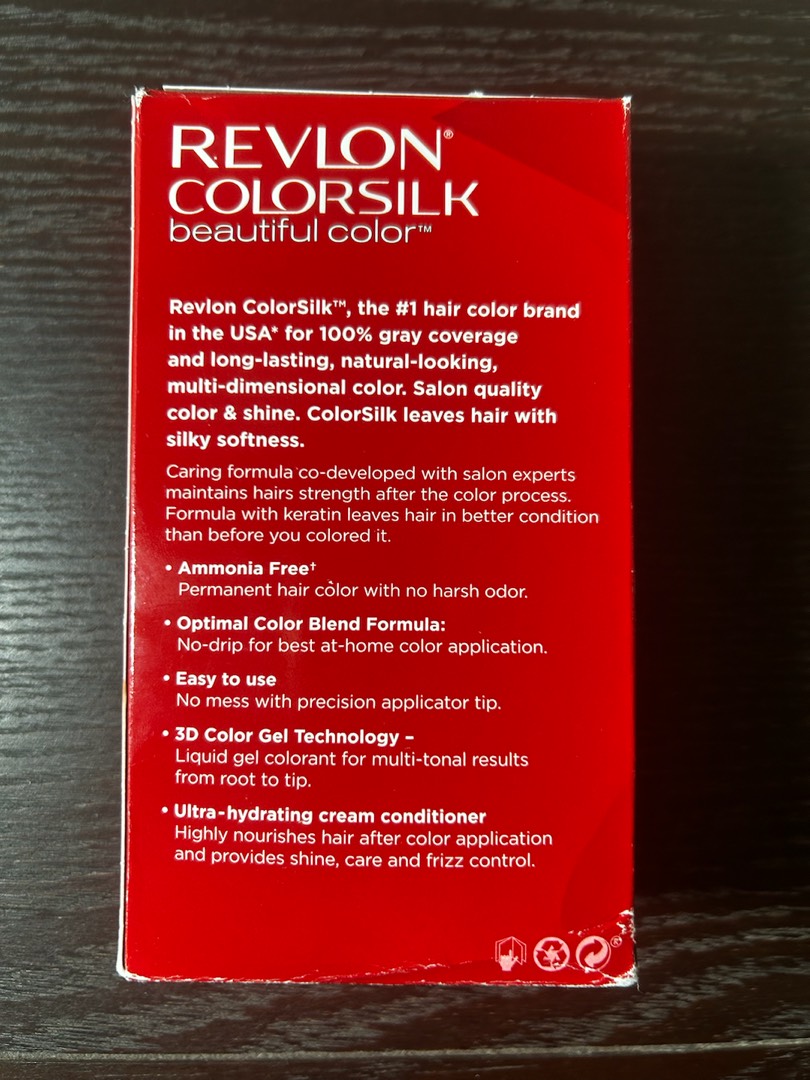 REVLON®
COLORSILK
beautiful color™
Revlon ColorSilk™, the #1 hair color brand
in the USA* for 100% gray coverage
and long-lasting, natural-looking,
multi-dimensional color. Salon quality
color & shine. ColorSilk leaves hair with
silky softness.
Caring formula co-developed with salon experts
maintains hairs strength after the color process.
Formula with keratin leaves hair in better condition
than before you colored it.
• Ammonia Free†
Permanent hair color with no harsh odor.
• Optimal Color Blend Formula:
No-drip for best at-home color application.
• Easy to use
No mess with precision applicator tip.
• 3D Color Gel Technology –
Liquid gel colorant for multi-tonal results
from root to tip.
• Ultra-hydrating cream conditioner
Highly nourishes hair after color application
and provides shine, care and frizz control.
®